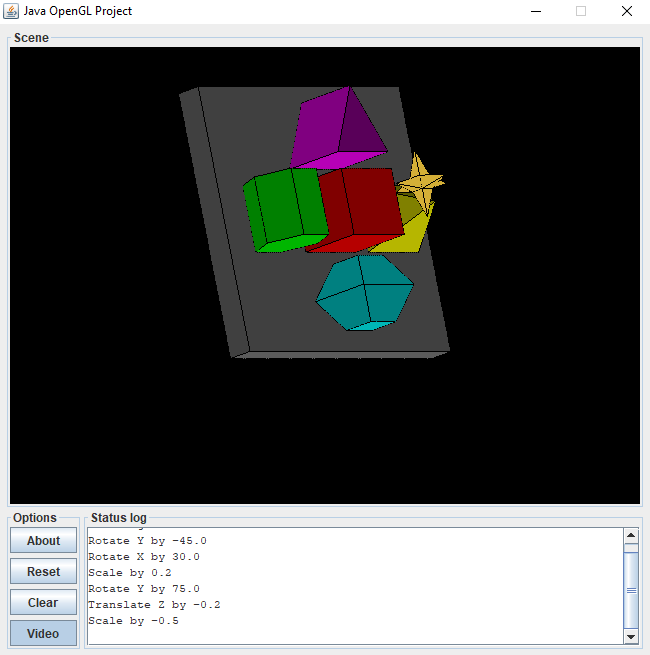 Java OpenGL Project
Scene
Options
About
Reset
Clear
Video
Status log
Rotate Y by -45.0
Rotate X by 30.0
Scale by 0.2
Rotate Y by 75.0
Translate Z by -0.2
Scale by -0.5